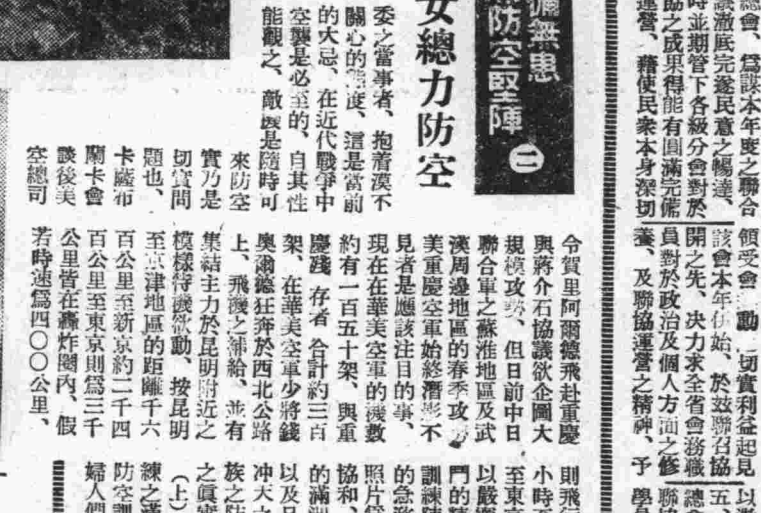 總會、爲謀本年度之聯合
議澈底完遂民意之暢達、
時並期管下各級分會對於
協之成果得能有圓滿完備
運營、藉使民衆本身深切
領受會 動 切實利益起見
該會本年伊始、於玆聯召協
開之先、決力求全省會務職
員對於政治及個人方面之修
養、及聯協運營之精神、予
以
五、
總會
聯協
學員
備無患
防空堅陣
㊁
女總力防空
委之當事者、抱着漠不
關心的態度、這是當前
的大忌、在近代戰爭中
空襲是必至的、自其性
能觀之、敵機是隨時可
來防空
實乃是
切實問
題也、
卡薩布
蘭卡會
談後美
空總司
令賀里阿爾德飛赴重慶
與蔣介石協議欲企圖大
規模攻勢、但日前中日
聯合軍之蘇淮地區及武
漢周邊地區的春季攻勢
美重慶空軍始終潛影不
見者是應該注目的事、
現在在華美空軍的機數
約有一百五十架、與重
慶殘存者合計約三百
架、在華美空軍少將錢
奧爾德狂奔於西北公路
上、飛機之補給、並有
集結主力於昆明附近之
模樣待機欲動、按昆明
至京津地區的距離千六
百公里至新京約二千四
百公里至東京則爲三千
公里皆在轟炸圈內、假
若時速爲四〇〇公里、
則飛行
小時至
至東京
以嚴
門的精
訓練
的急務
照片
協和、
的滿洲
以及
冲天之
族之防
之眞
(上)
練之
防空訓
婦人們